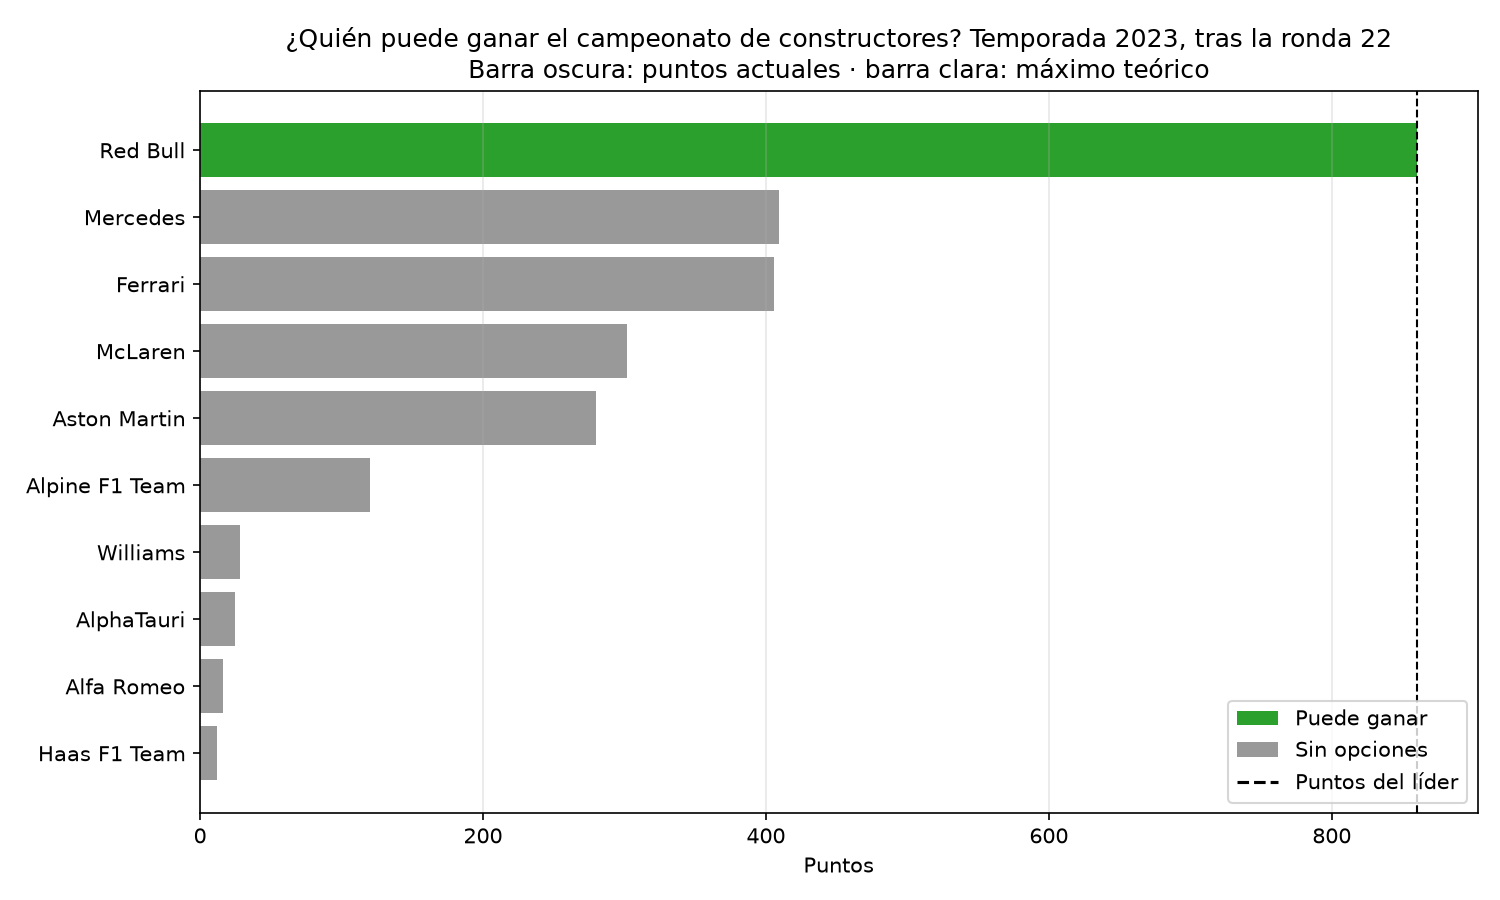 ¿Quién puede ganar el campeonato de constructores? Temporada 2023, tras la ronda 22
Barra oscura: puntos actuales · barra clara: máximo teórico
Red Bull
Mercedes
Ferrari
McLaren
Aston Martin
Alpine F1 Team
Williams
AlphaTauri
Alfa Romeo
Haas F1 Team
Puede ganar
Sin opciones
Puntos del líder
0 200 400 600 800
Puntos